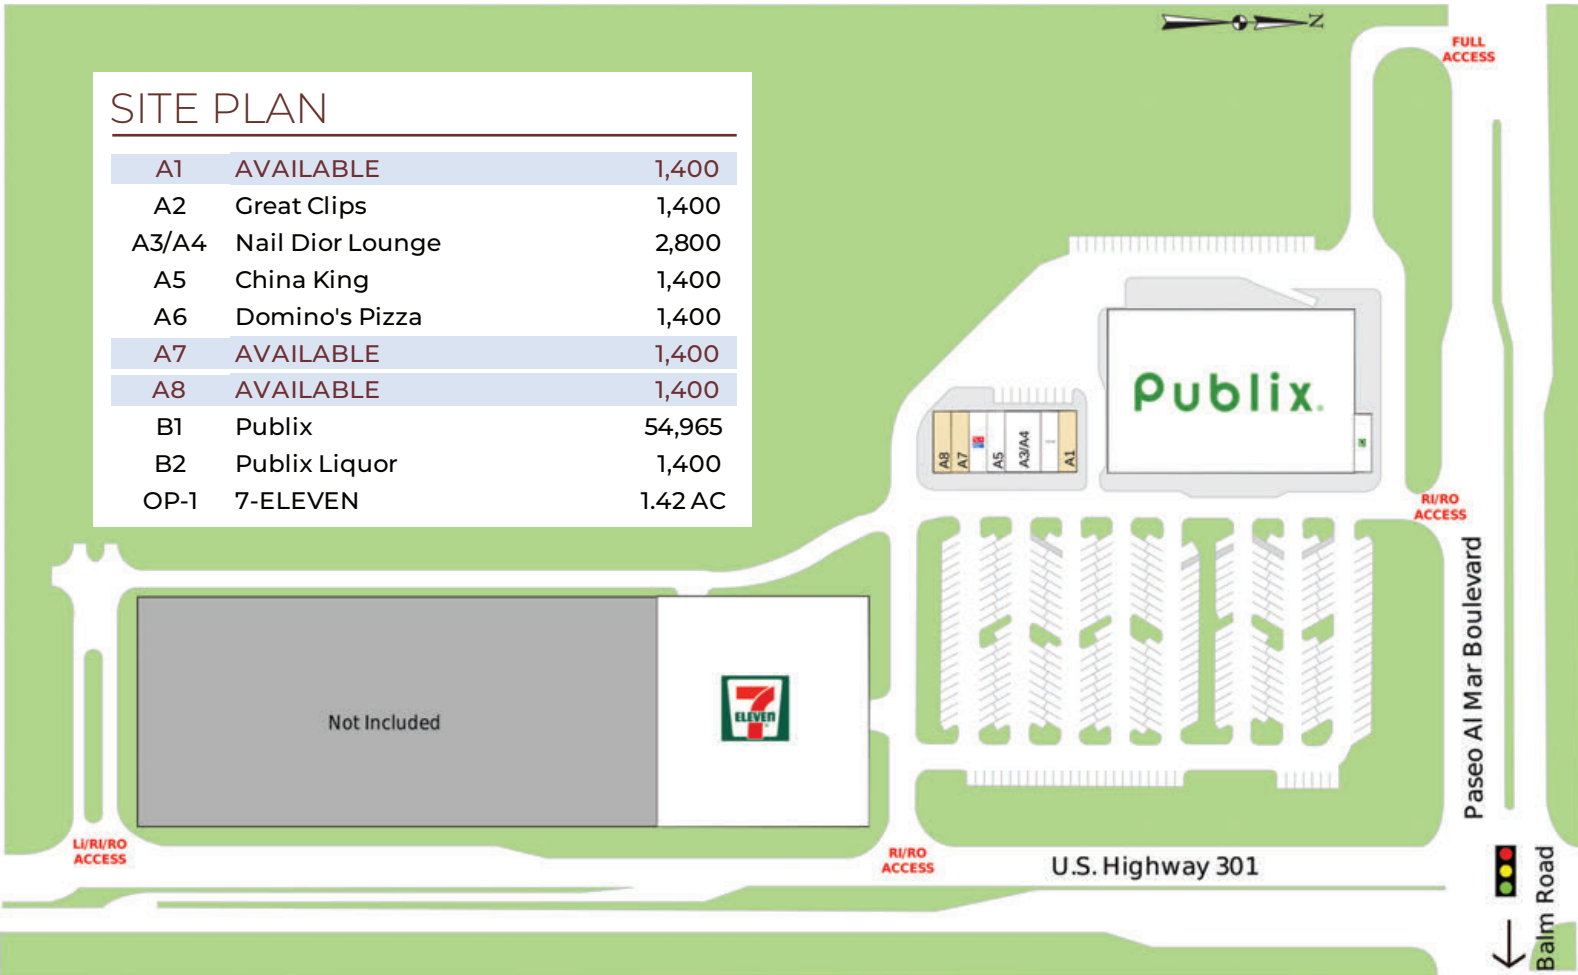 N
FULL
ACCESS
SITE PLAN
A1 AVAILABLE 1,400
A2 Great Clips 1,400
A3/A4 Nail Dior Lounge 2,800
A5 China King 1,400
A6 Domino's Pizza 1,400
A7 AVAILABLE 1,400
A8 AVAILABLE 1,400
B1 Publix 54,965
B2 Publix Liquor 1,400
OP-1 7-ELEVEN 1.42 AC
Publix.
A8
A7
A5
A3/A4
A1
RI/RO
ACCESS
Paseo Al Mar Boulevard
Not Included
7
ELEVEN
LI/RI/RO
ACCESS
RI/RO
ACCESS
U.S. Highway 301
Balm Road